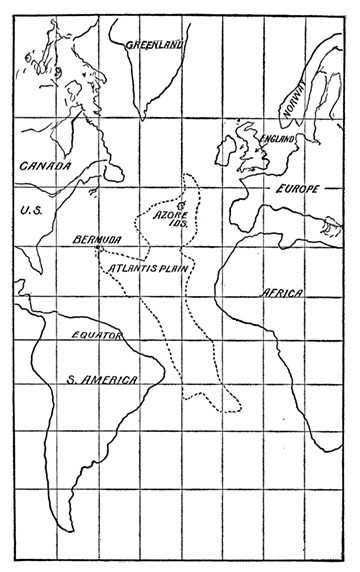 GREENLAND
NORWAY
ENGLAND
CANADA
EUROPE
U.S.
AZORE
IDS.
BERMUDA
ATLANTIS PLAIN
AFRICA
EQUATOR
S. AMERICA